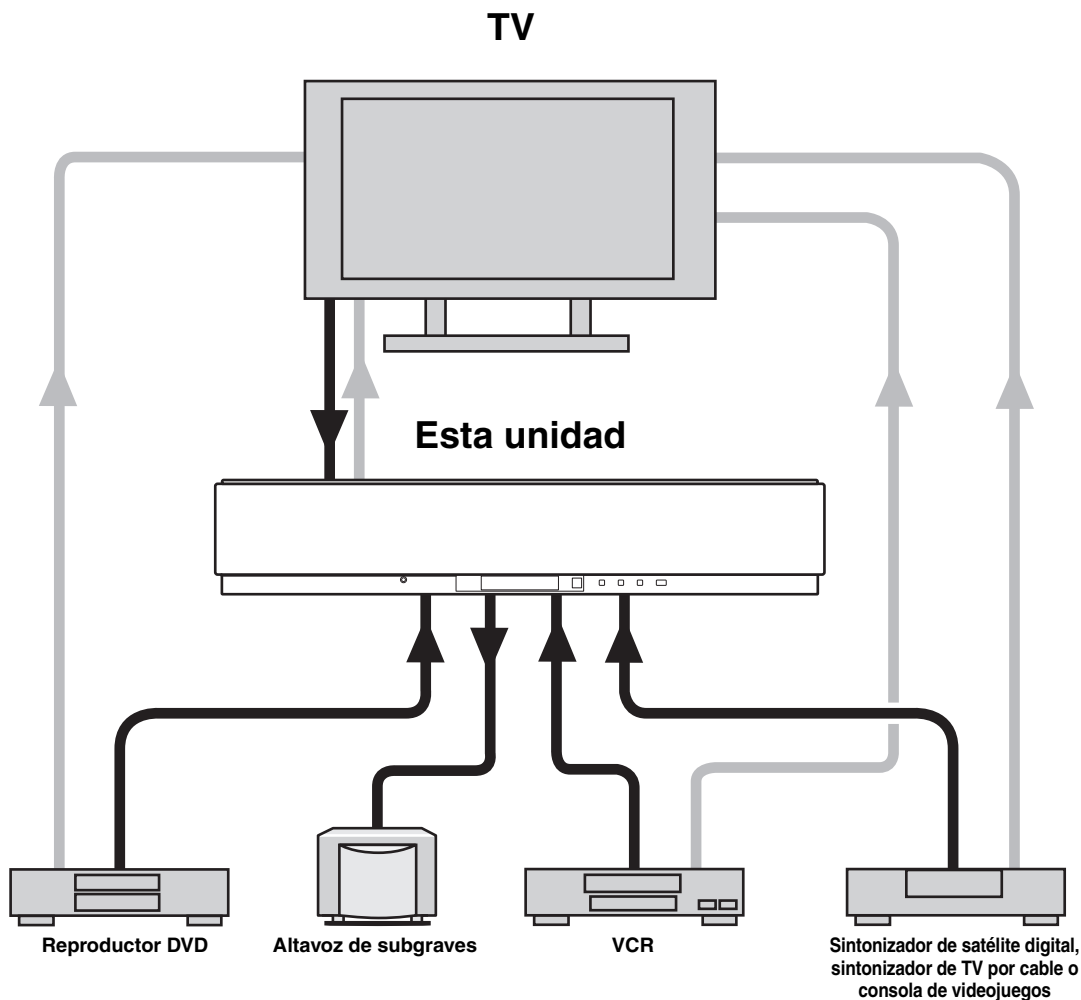 TV
Esta unidad
Reproductor DVD
Altavoz de subgraves
VCR
Sintonizador de satélite digital,
sintonizador de TV por cable o
consola de videojuegos